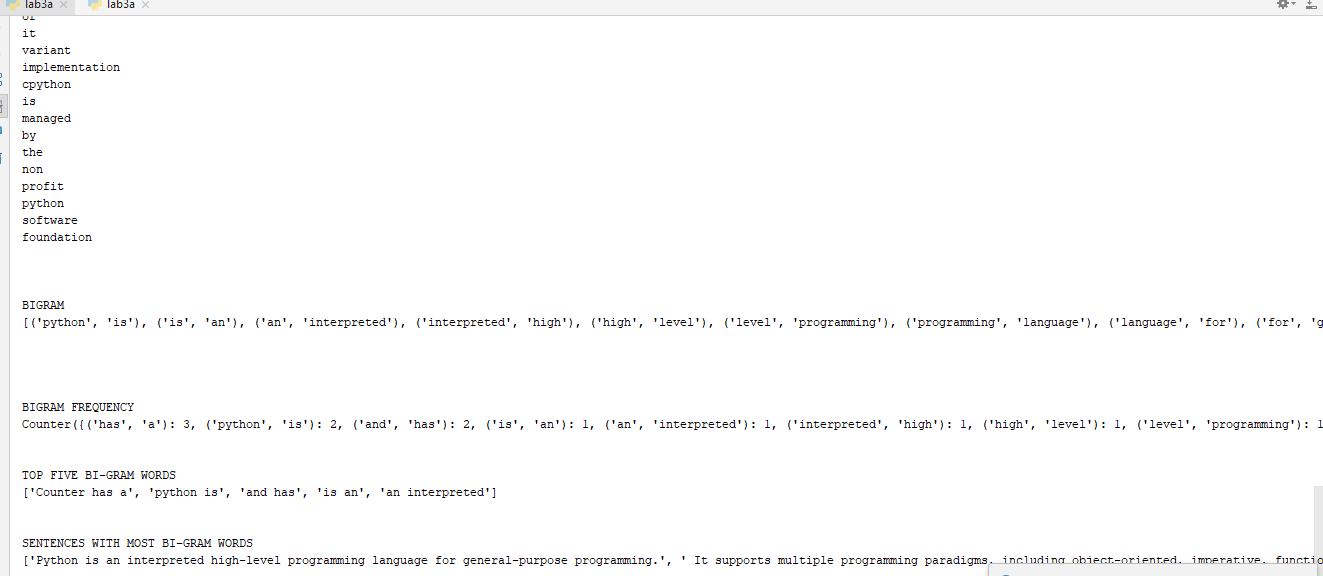 lab3a lab3a
or
it
variant
implementation
cpython
is
managed
by
the
non
profit
python
software
foundation
BIGRAM
[('python', 'is'), ('is', 'an'), ('an', 'interpreted'), ('interpreted', 'high'), ('high', 'level'), ('level', 'programming'), ('programming', 'language'), ('language', 'for'), ('for', 'g
BIGRAM FREQUENCY
Counter({('has', 'a'): 3, ('python', 'is'): 2, ('and', 'has'): 2, ('is', 'an'): 1, ('an', 'interpreted'): 1, ('interpreted', 'high'): 1, ('high', 'level'): 1, ('level', 'programming'): 1
TOP FIVE BI-GRAM WORDS
['Counter has a', 'python is', 'and has', 'is an', 'an interpreted']
SENTENCES WITH MOST BI-GRAM WORDS
['Python is an interpreted high-level programming language for general-purpose programming.', ' It supports multiple programming paradigms, including object-oriented, imperative, functio